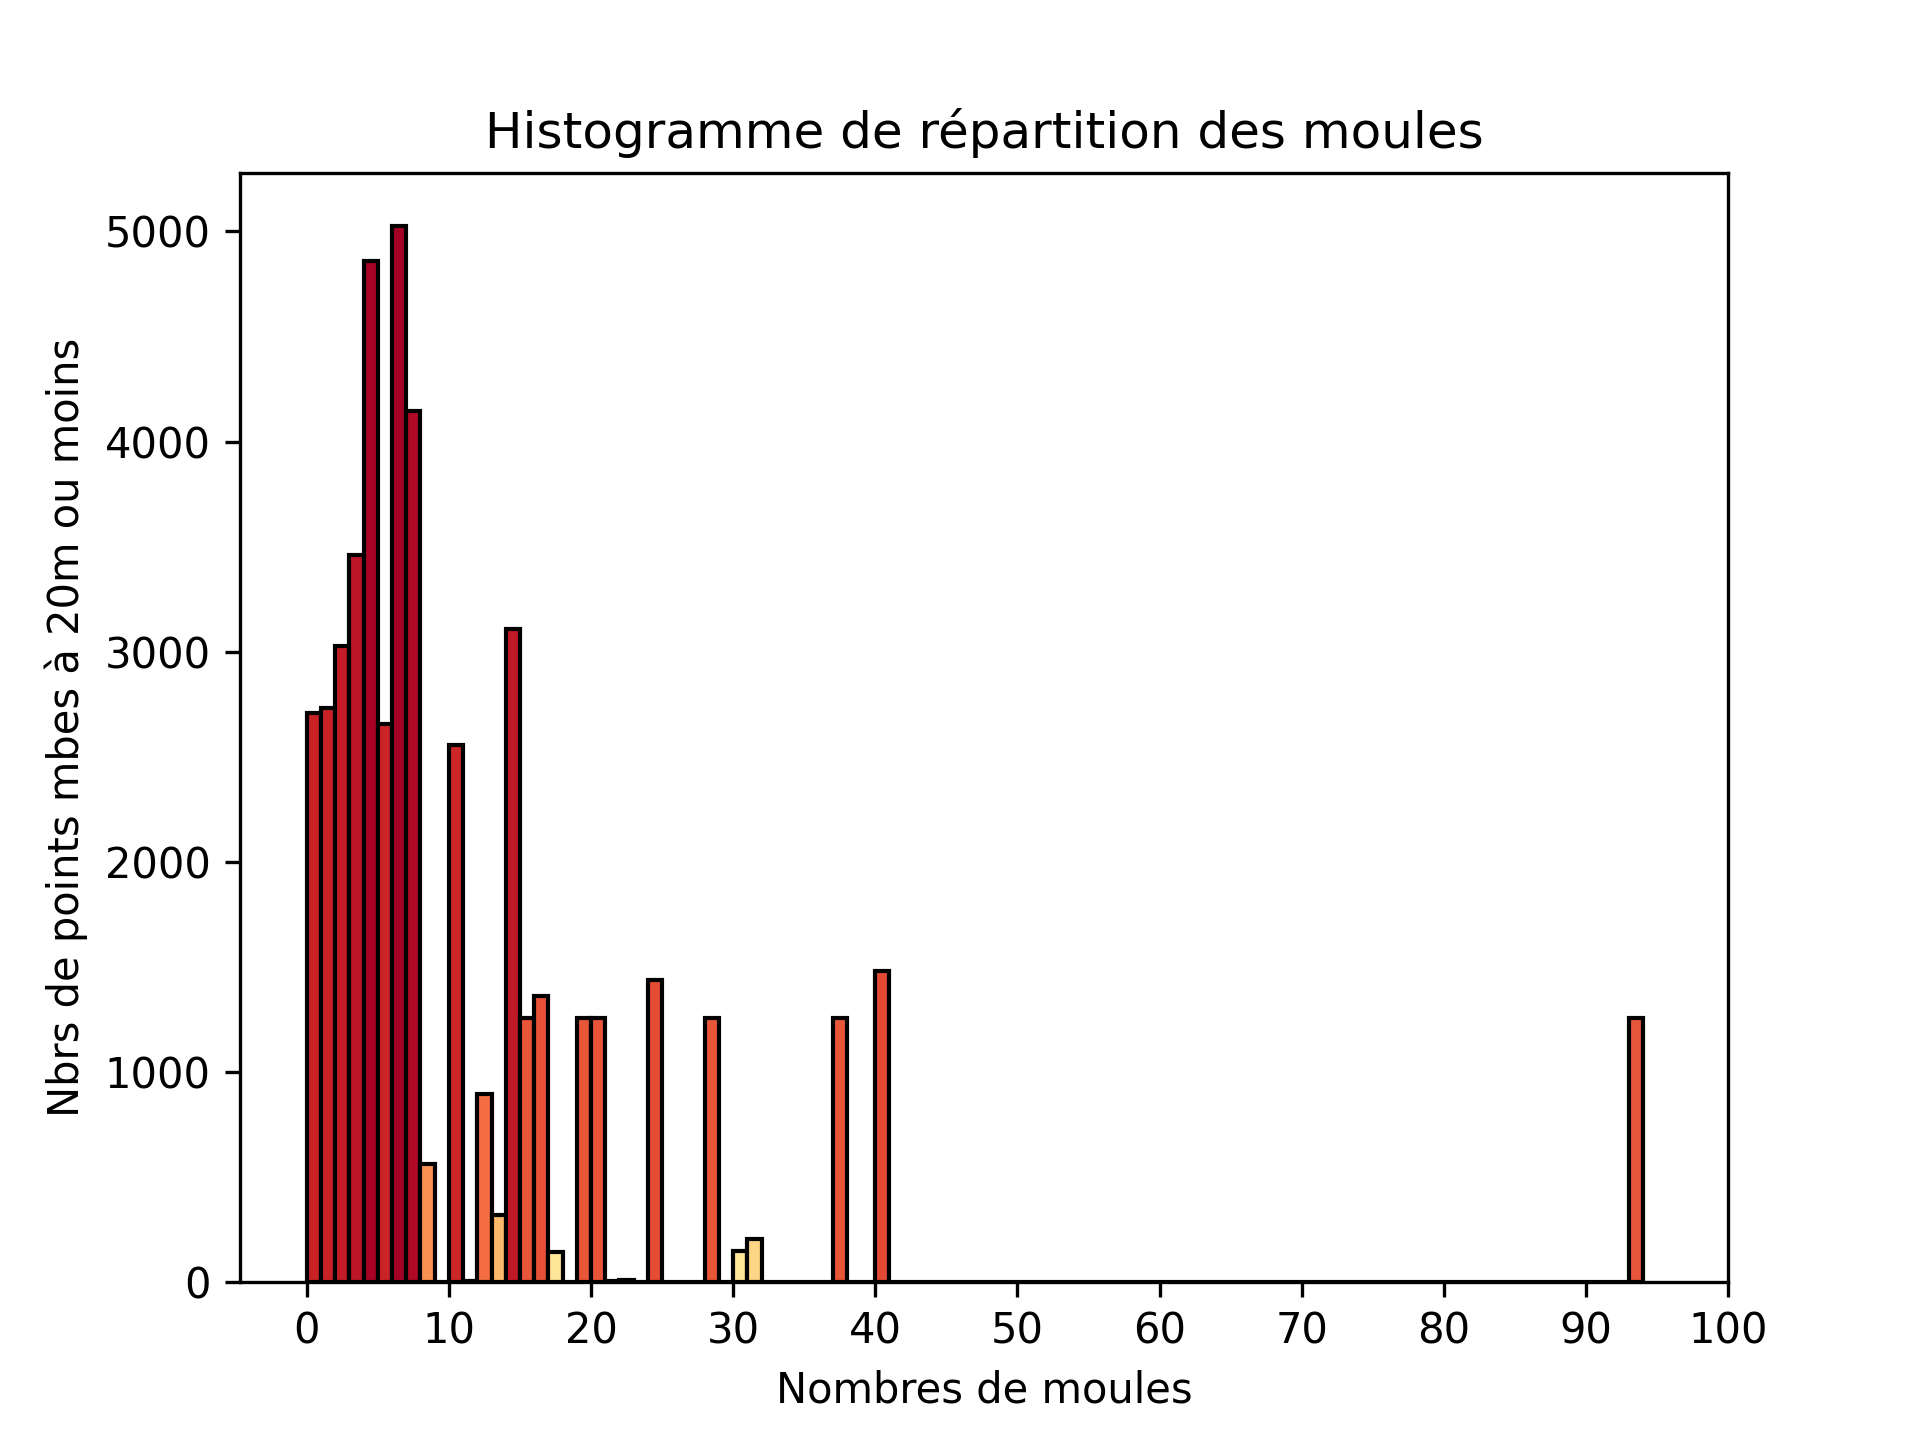 Histogramme de répartition des moules
Nbrs de points mbes à 20m ou moins
5000
4000
3000
2000
1000
0
0 10 20 30 40 50 60 70 80 90 100
Nombres de moules